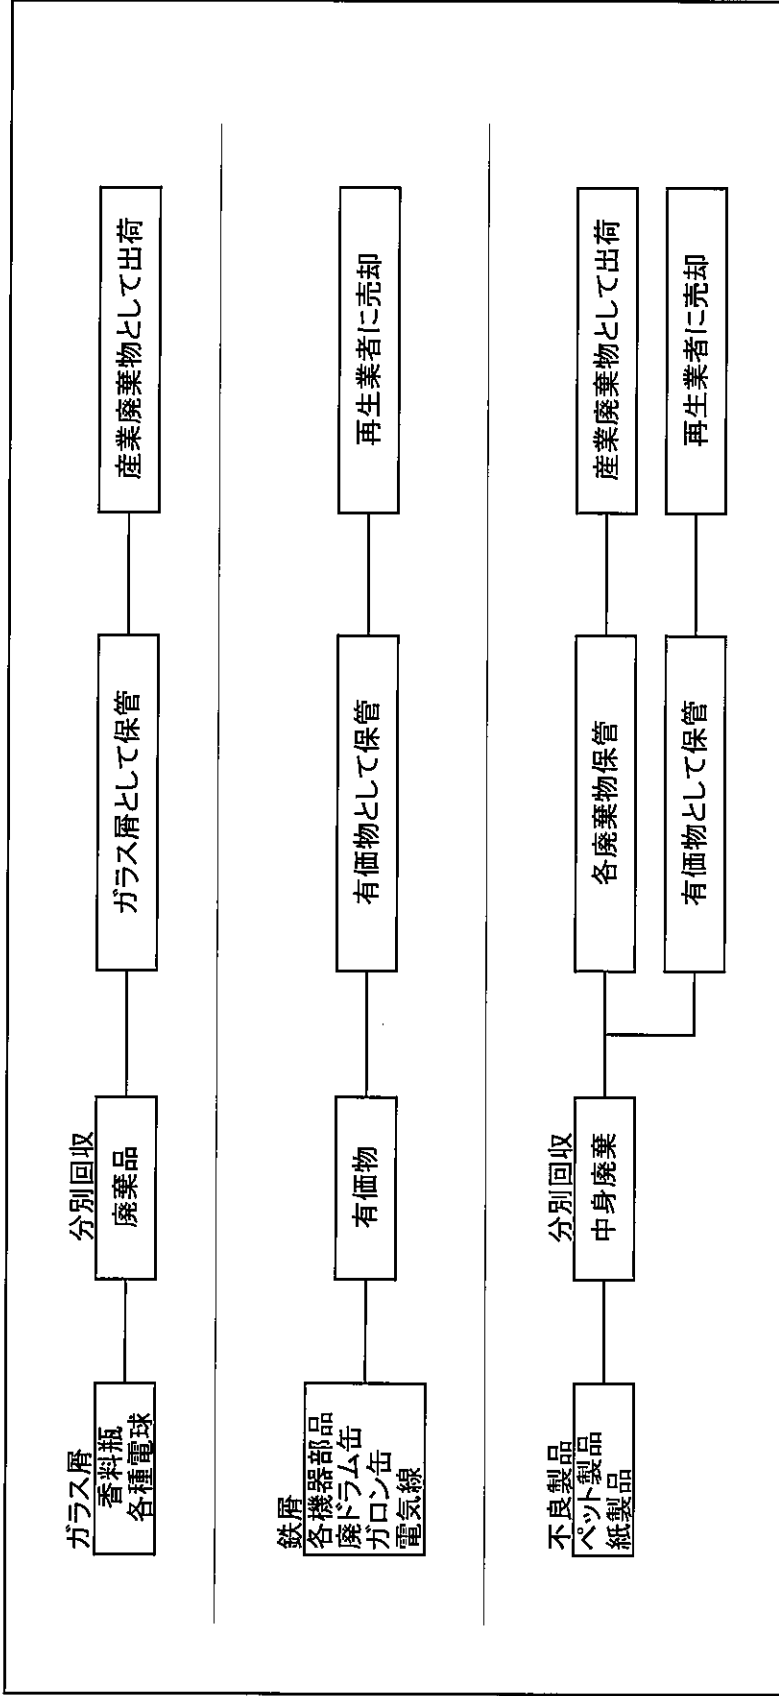 ガラス屑
香料瓶
各種電球
分別回収
廃棄品
ガラス屑として保管
産業廃棄物として出荷
鉄屑
各機器部品
廃ドラム缶
ガロン缶
電気線
有価物
有価物として保管
再生業者に売却
不良製品
ペット製品
紙製品
分別回収
中身廃棄
各廃棄物保管
産業廃棄物として出荷
有価物として保管
再生業者に売却